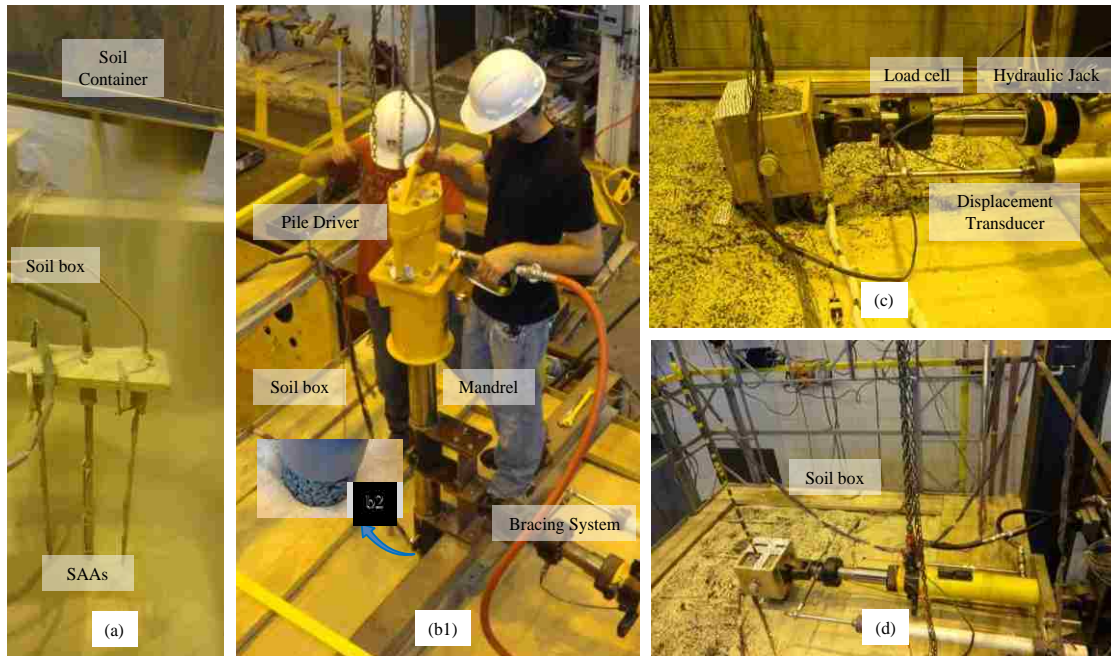 Soil
Container
Soil box
SAAs
(a)
Pile Driver
Soil box
Mandrel
b2
Bracing System
(b1)
Load cell
Hydraulic Jack
Displacement
Transducer
(c)
Soil box
(d)